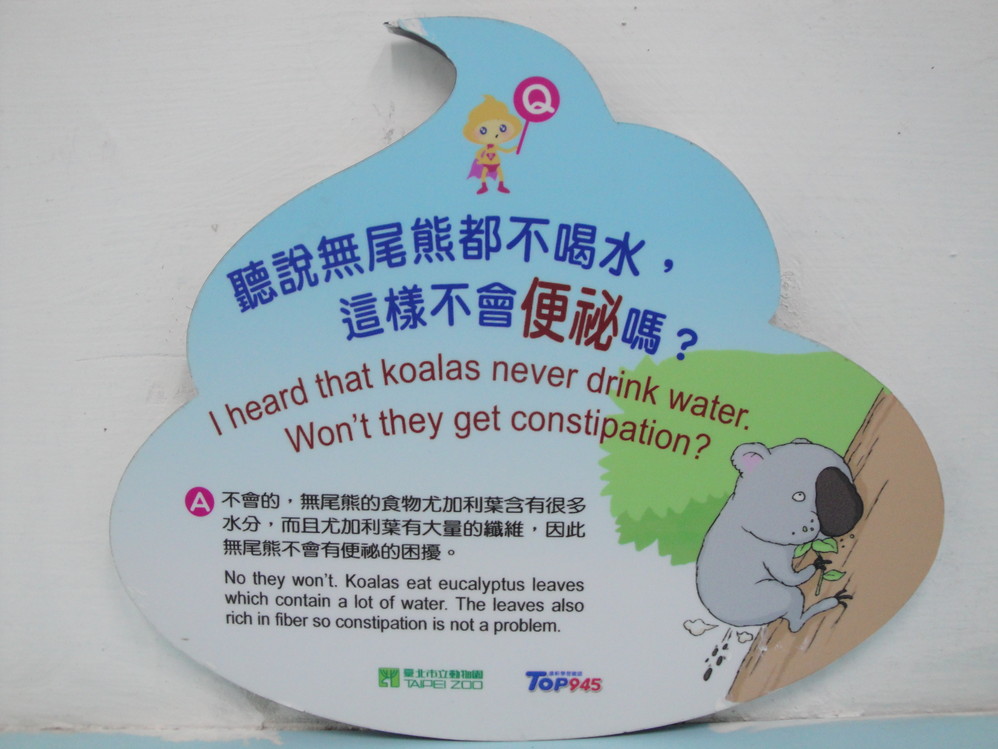 Q
聽說無尾熊都不喝水，
這樣不會便祕嗎？
I heard that koalas never drink water.
Won't they get constipation?
A
不會的，無尾熊的食物尤加利葉含有很多
水分，而且尤加利葉有大量的纖維，因此
無尾熊不會有便祕的困擾。
No they won't. Koalas eat eucalyptus leaves
which contain a lot of water. The leaves also
rich in fiber so constipation is not a problem.
臺北市立動物園
TAIPEI ZOO
TOP945